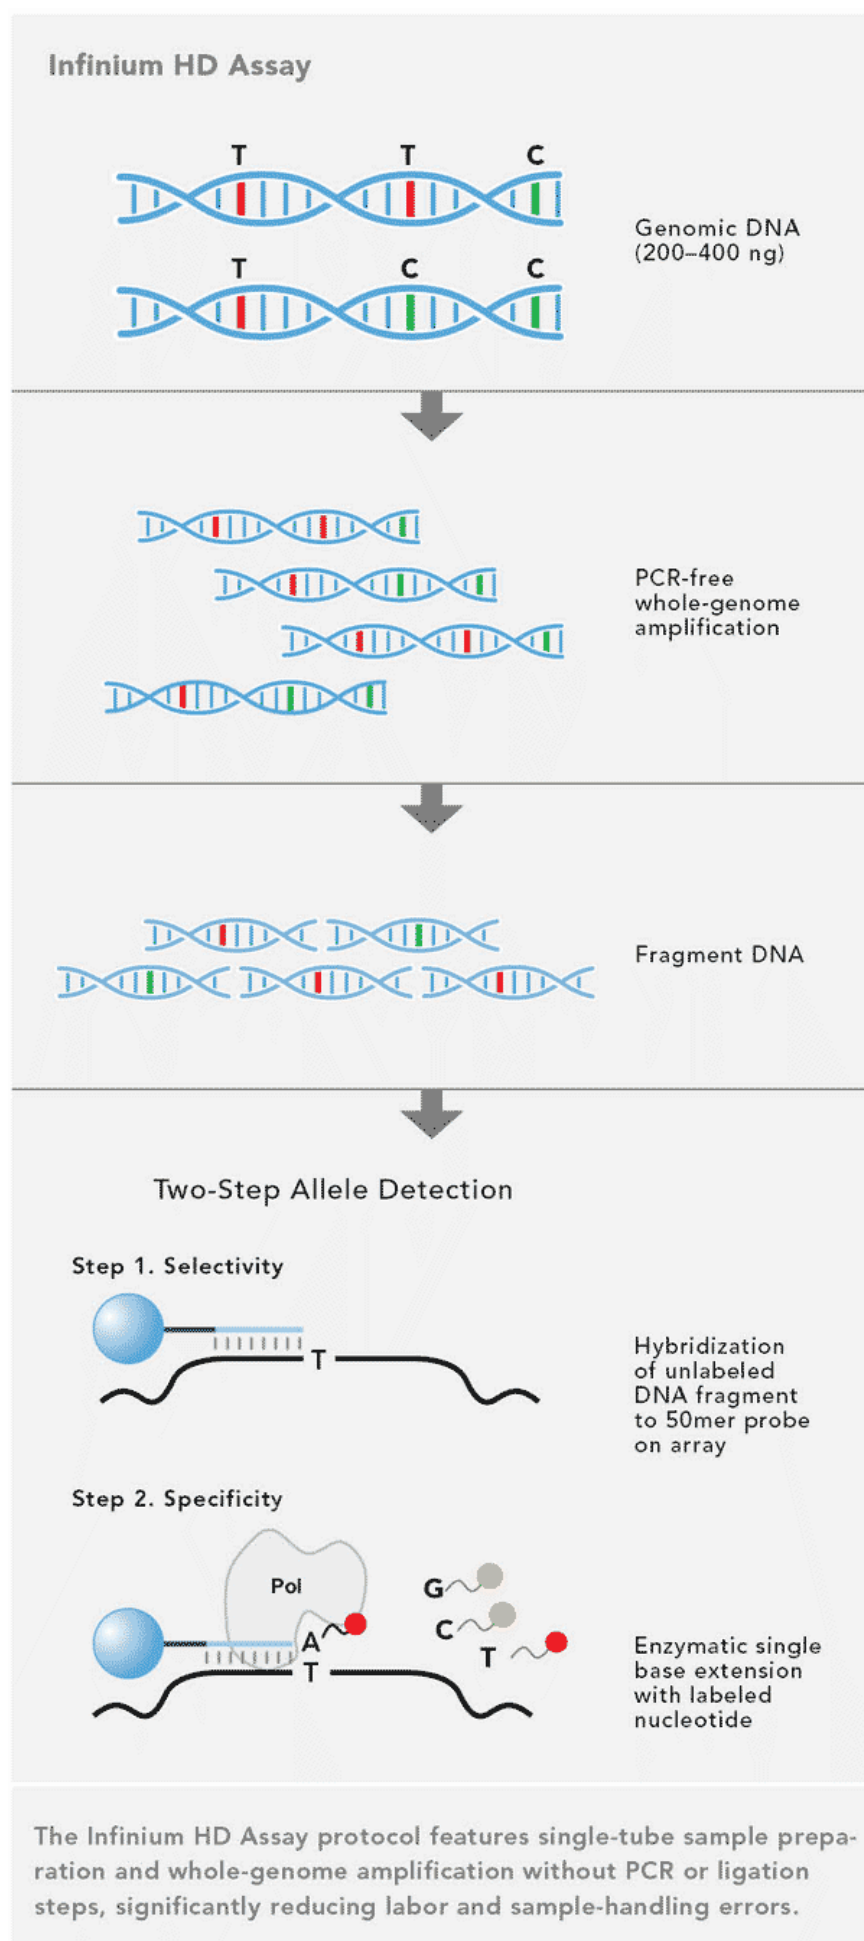 Infinium HD Assay
T T C
Genomic DNA
(200–400 ng)
T C C
PCR-free
whole-genome
amplification
Fragment DNA
Two-Step Allele Detection
Step 1. Selectivity
T
Hybridization
of unlabeled
DNA fragment
to 50mer probe
on array
Step 2. Specificity
Pol
G
C
A
T
T
Enzymatic single
base extension
with labeled
nucleotide
The Infinium HD Assay protocol features single-tube sample prepa-
ration and whole-genome amplification without PCR or ligation
steps, significantly reducing labor and sample-handling errors.